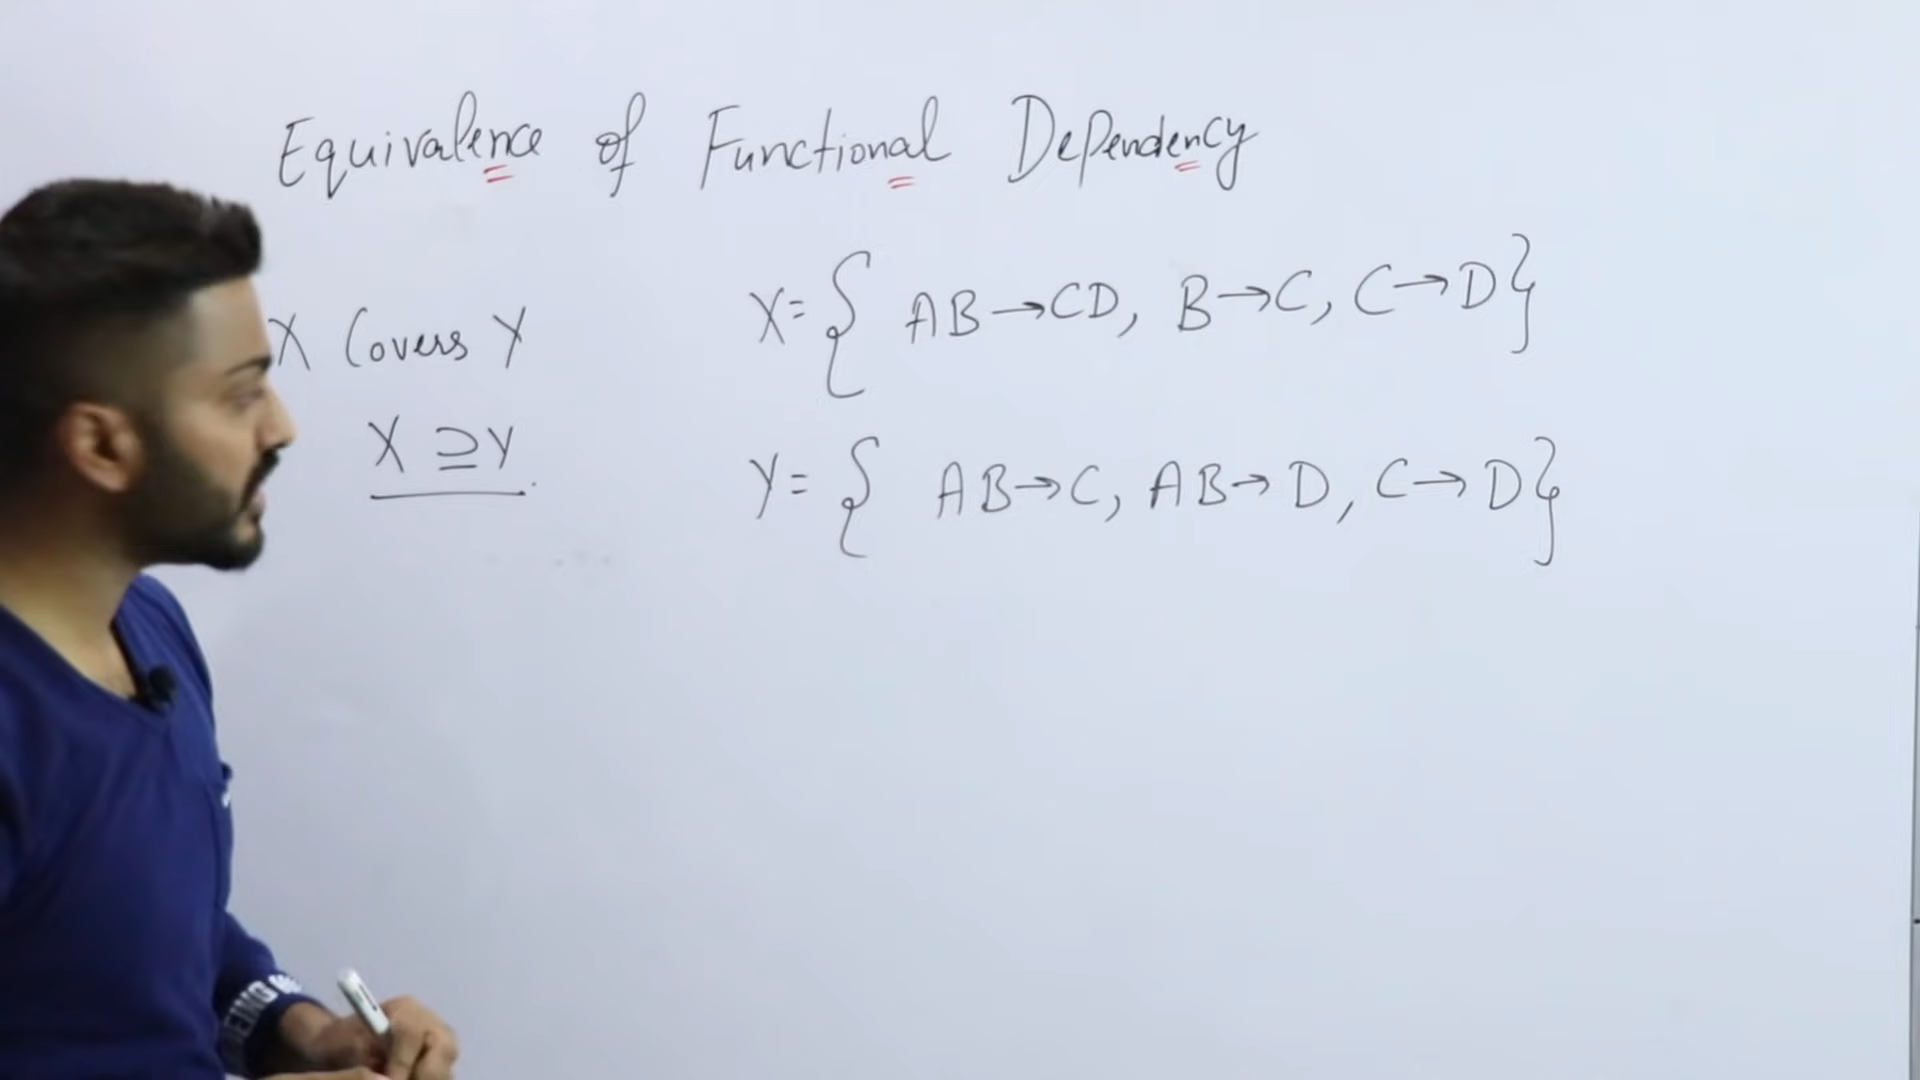 Equivalence of Functional Dependency
X Covers Y
X ⊇ Y
X = { AB→CD, B→C, C→D}
Y = { AB→C, AB→D, C→D}